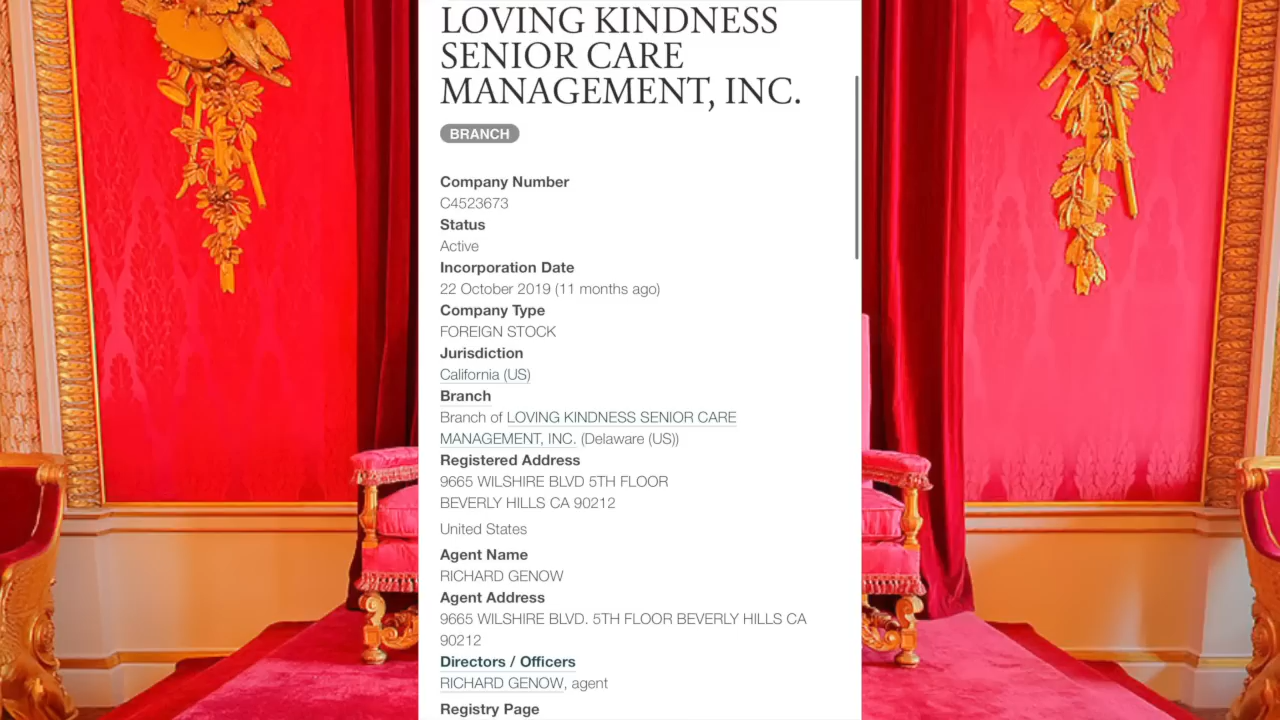 LOVING KINDNESS
SENIOR CARE
MANAGEMENT, INC.
BRANCH
Company Number
C4523673
Status
Active
Incorporation Date
22 October 2019 (11 months ago)
Company Type
FOREIGN STOCK
Jurisdiction
California (US)
Branch
Branch of LOVING KINDNESS SENIOR CARE
MANAGEMENT, INC. (Delaware (US))
Registered Address
9665 WILSHIRE BLVD 5TH FLOOR
BEVERLY HILLS CA 90212
United States
Agent Name
RICHARD GENOW
Agent Address
9665 WILSHIRE BLVD. 5TH FLOOR BEVERLY HILLS CA
90212
Directors / Officers
RICHARD GENOW, agent
Registry Page